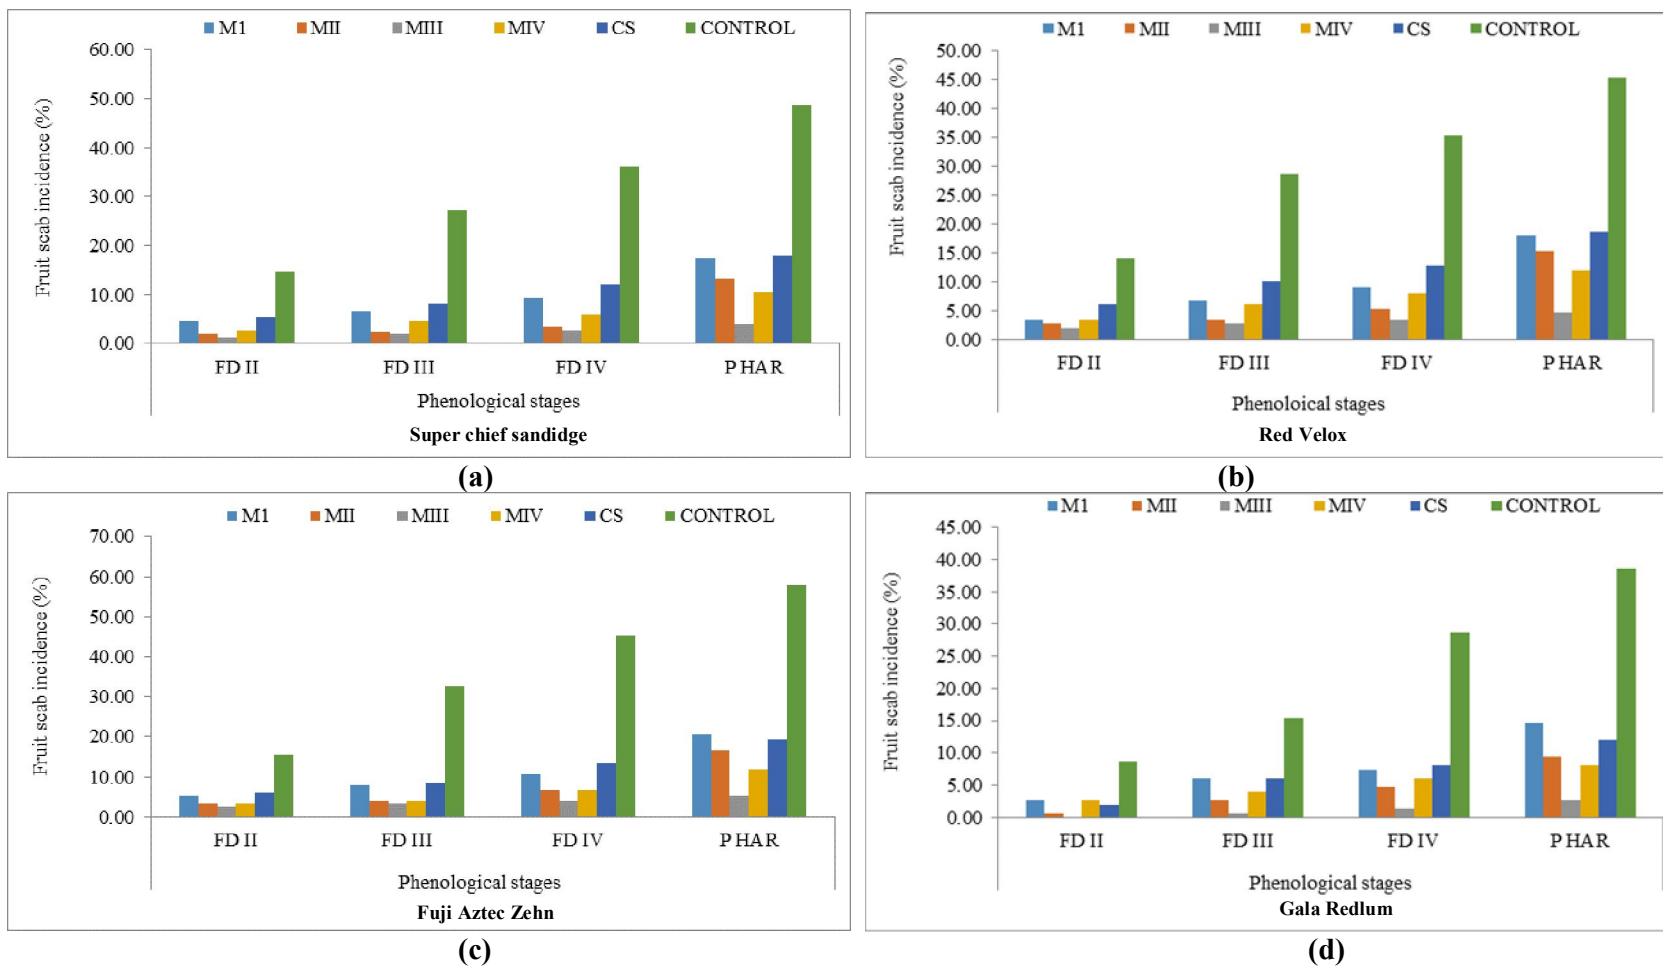 M1 MII MIII MIV CS CONTROL
60.00
50.00
40.00
30.00
20.00
10.00
0.00
Fruit scab incidence (%)
FD II FD III FD IV P HAR
Phenological stages
Super chief sandidge
(a)
M1 MII MIII MIV CS CONTROL
50.00
45.00
40.00
35.00
30.00
25.00
20.00
15.00
10.00
5.00
0.00
Fruit scab incidence (%)
FD II FD III FD IV P HAR
Phenoloical stages
Red Velox
(b)
M1 MII MIII MIV CS CONTROL
70.00
60.00
50.00
40.00
30.00
20.00
10.00
0.00
Fruit scab incidence (%)
FD II FD III FD IV P HAR
Phenological stages
Fuji Aztec Zehn
(c)
M1 MII MIII MIV CS CONTROL
45.00
40.00
35.00
30.00
25.00
20.00
15.00
10.00
5.00
0.00
Fruit scab incidence (%)
FD II FD III FD IV P HAR
Phenological stages
Gala Redlum
(d)